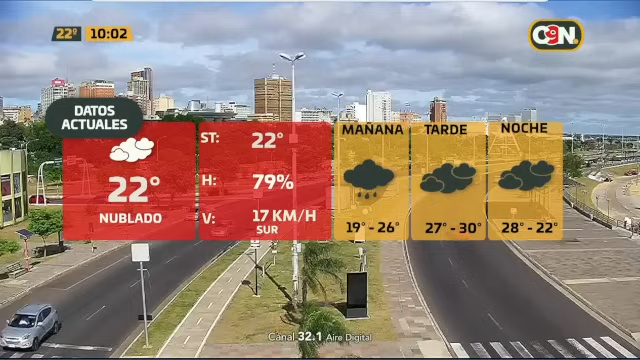 22° 10:02
C9N
DATOS
ACTUALES
22°
NUBLADO
ST: 22°
H: 79%
V: 17 KM/H
SUR
MAÑANA
19° - 26°
TARDE
27° - 30°
NOCHE
28° - 22°
Canal 32.1 Aire Digital